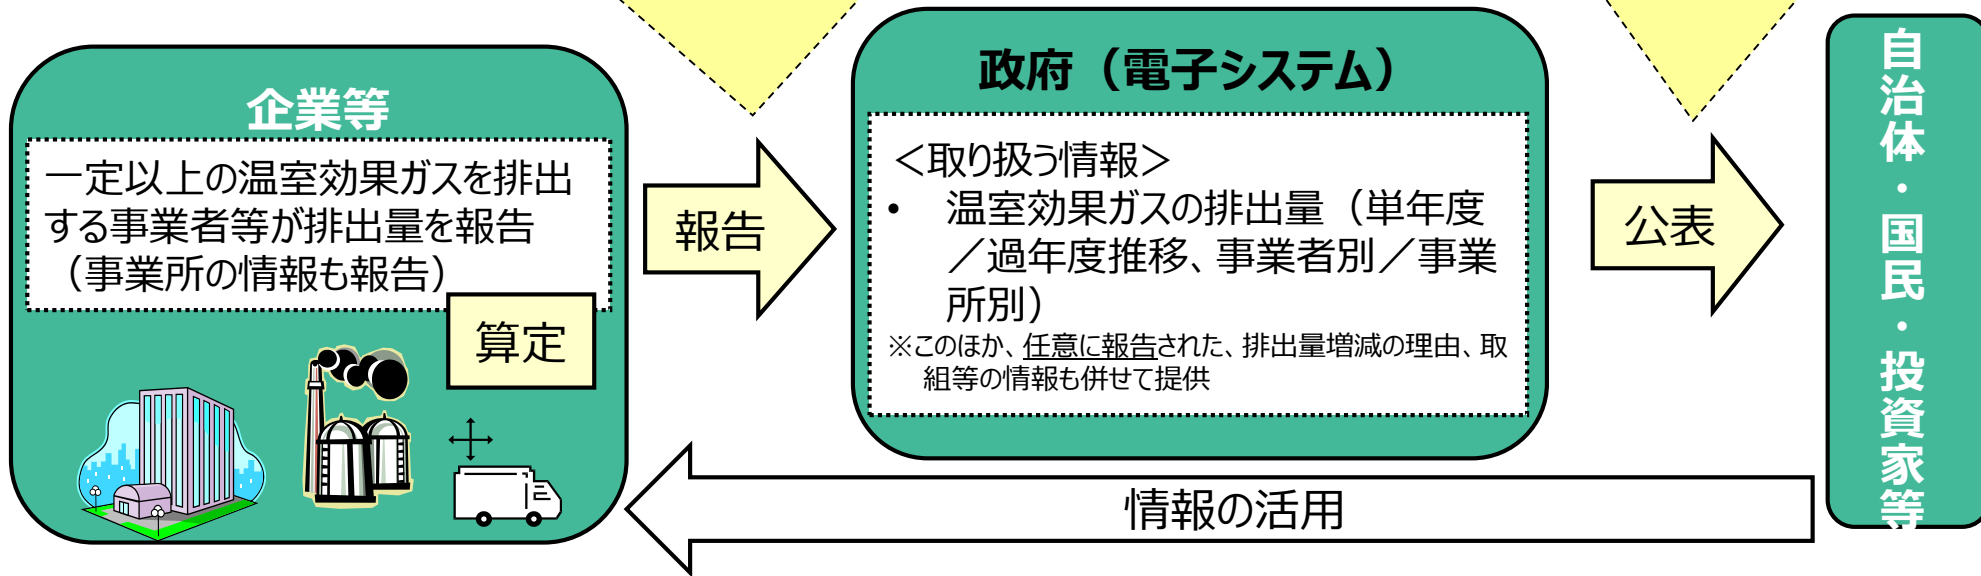 企業等
一定以上の温室効果ガスを排出
する事業者等が排出量を報告
（事業所の情報も報告）
算定
報告
政府（電子システム）
＜取り扱う情報＞
• 温室効果ガスの排出量（単年度
／過年度推移、事業者別／事業
所別）
※このほか、任意に報告された、排出量増減の理由、取
組等の情報も併せて提供
公表
自治体・国民・投資家等
情報の活用